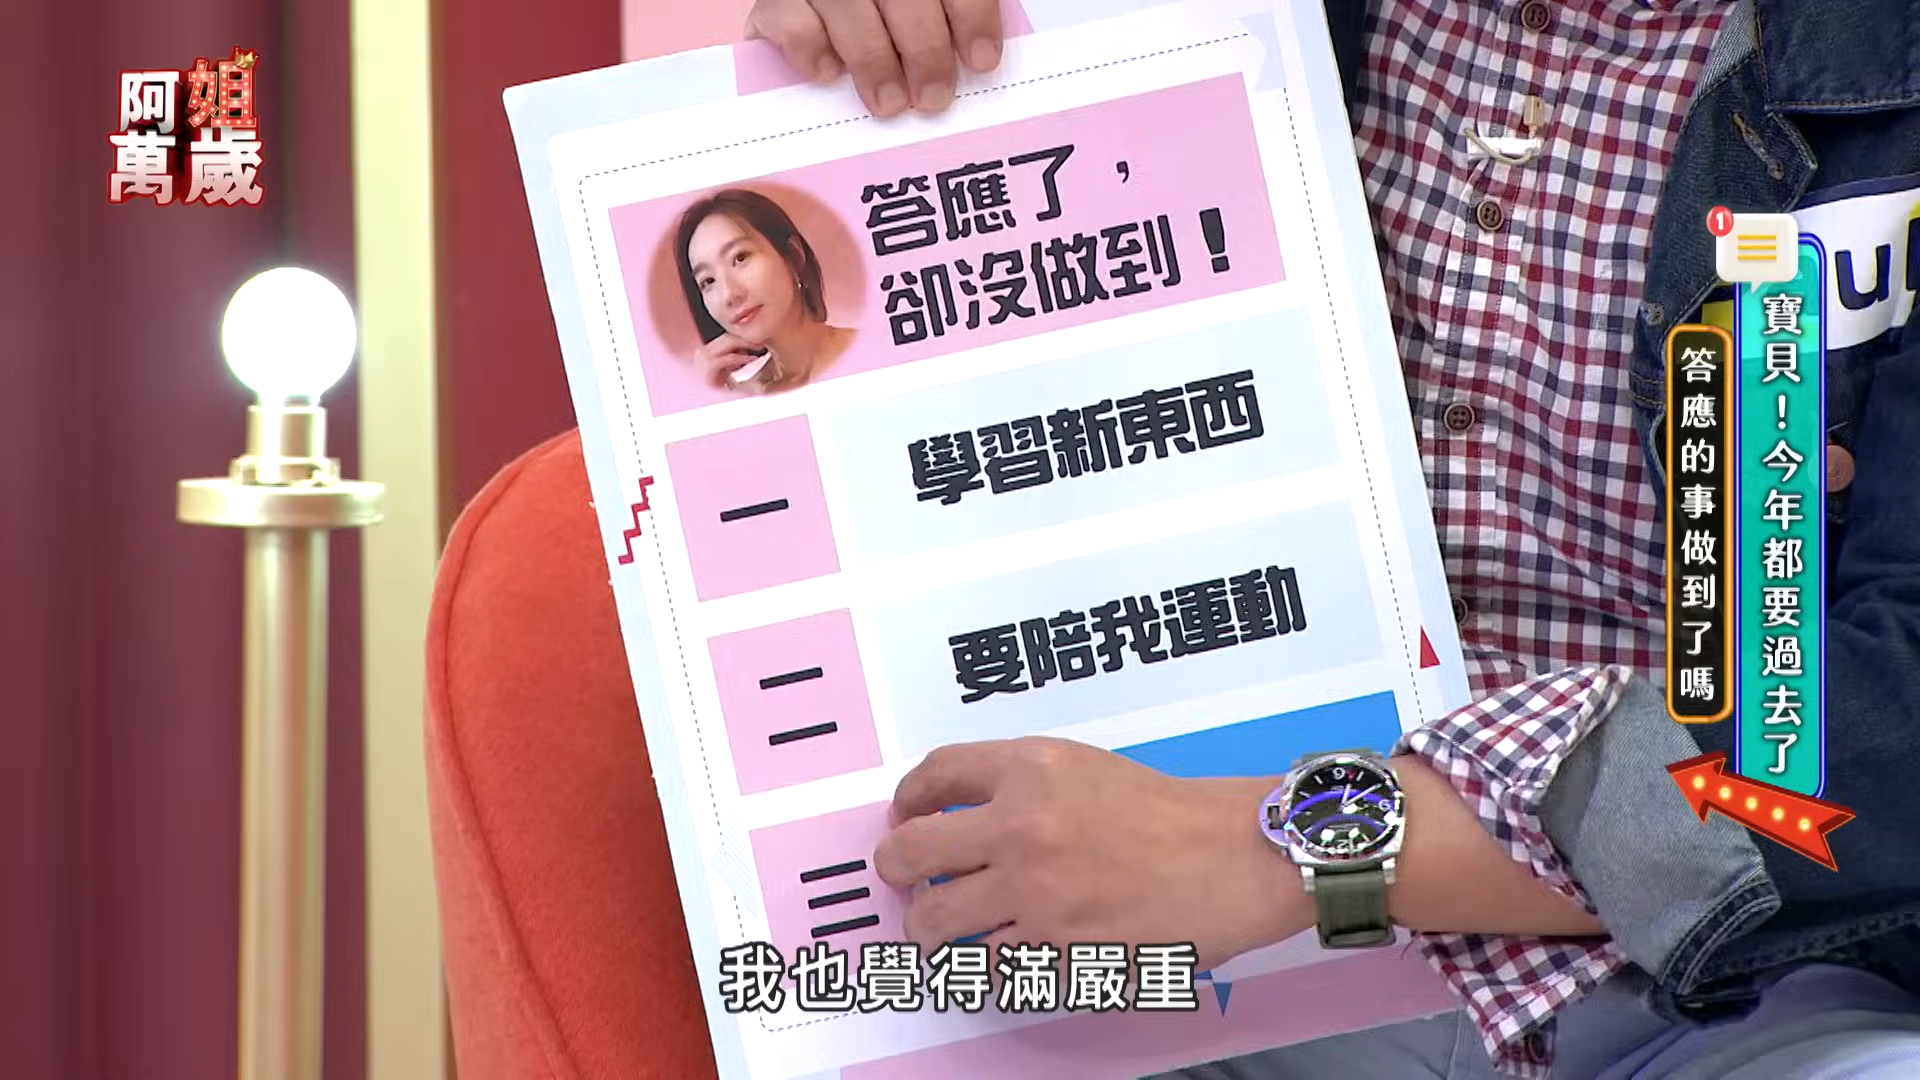 阿姐
萬歲
答應了，
卻沒做到！
一
學習新東西
二
要陪我運動
三
1
寶貝！今年都要過去了
答應的事做到了嗎
我也覺得滿嚴重